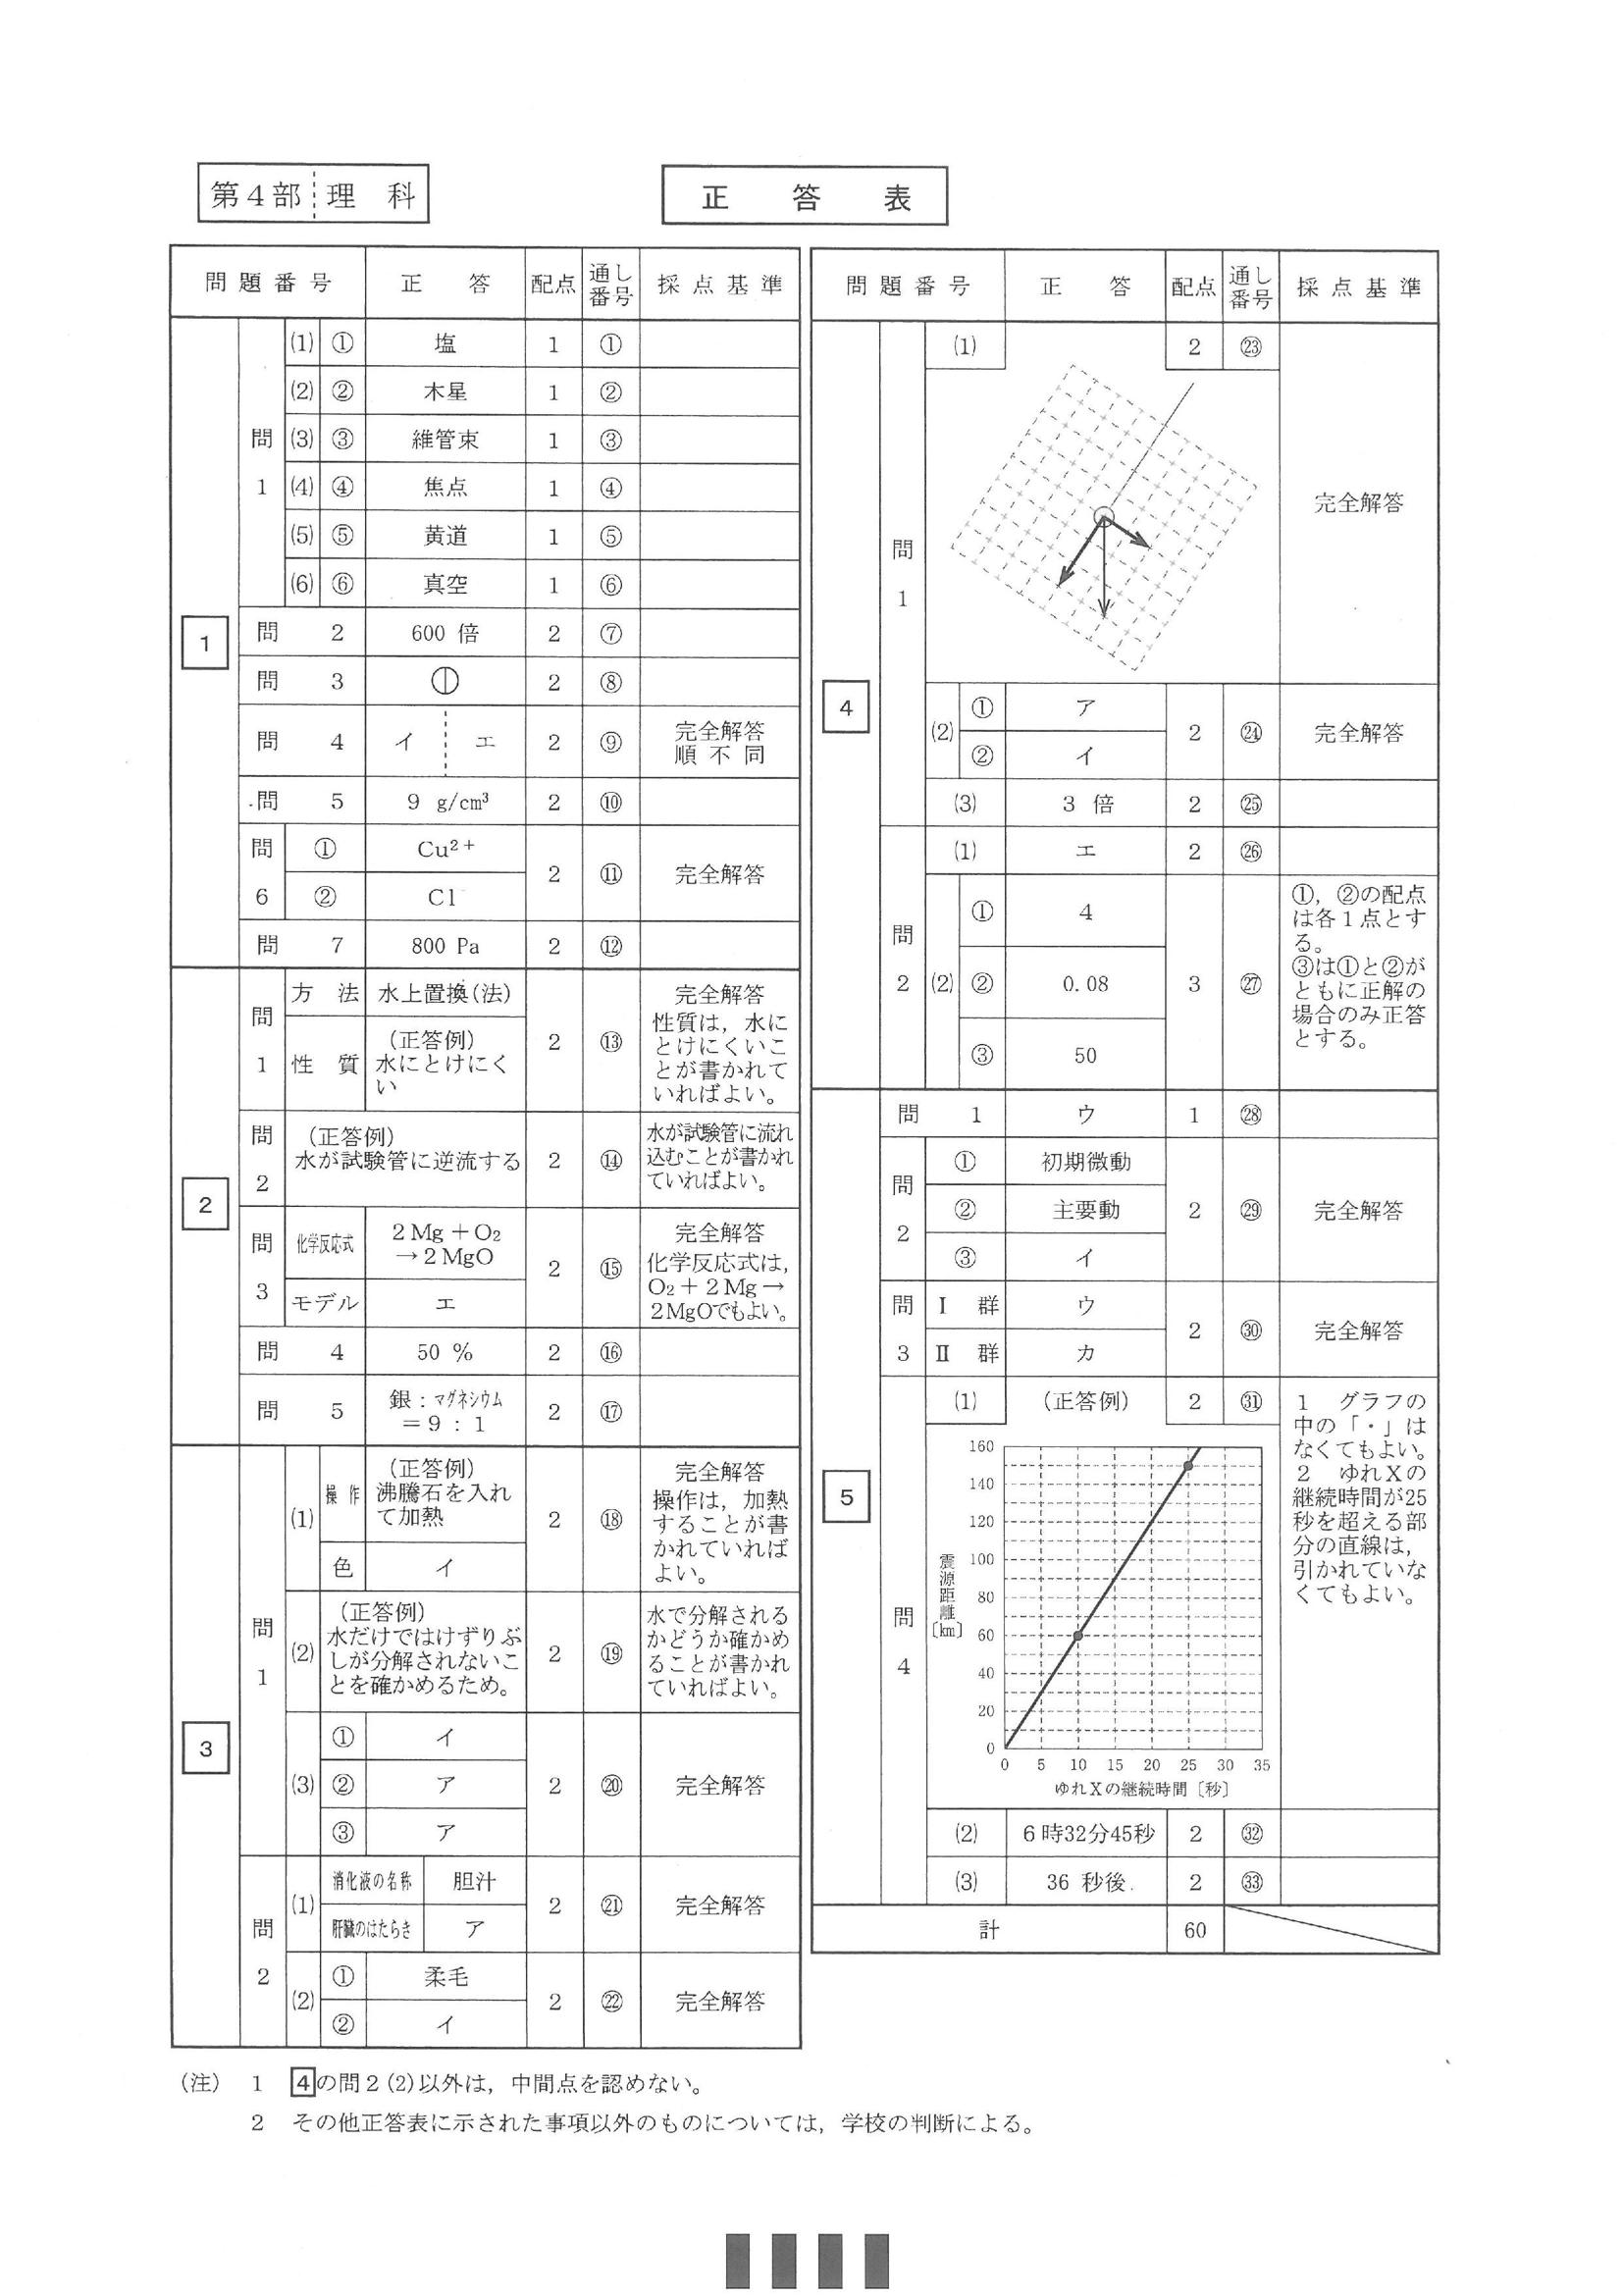 第4部 理 科
正 答 表
問 題 番 号 正 答 配点 通し番号 採 点 基 準
1
問1
(1) ① 塩 1 ①
(2) ② 木星 1 ②
(3) ③ 維管束 1 ③
(4) ④ 焦点 1 ④
(5) ⑤ 黄道 1 ⑤
(6) ⑥ 真空 1 ⑥
問 2 600 倍 2 ⑦
問 3 2 ⑧
問 4 イ エ 2 ⑨ 完全解答
順 不 同
問 5 9 g/cm³ 2 ⑩
問6 ① Cu²⁺ 2 ⑪ 完全解答
② Cl⁻
問 7 800 Pa 2 ⑫
2
問1 方 法 水上置換(法) 2 ⑬
性 質 (正答例)
水にとけにく
い
完全解答
性質は，水に
とけにくいこ
とが書かれて
いればよい。
問2 (正答例)
水が試験管に逆流する 2 ⑭
水が試験管に流れ
込むことが書かれ
ていればよい。
問3 化学反応式 2 Mg ＋ O₂
→ 2 MgO 2 ⑮
モデル エ
完全解答
化学反応式は，
O₂ ＋ 2 Mg →
2 MgOでもよい。
問 4 50 % 2 ⑯
問 5 銀：マグネシウム
＝ 9 ： 1 2 ⑰
3
問1
(1) 操 作 (正答例)
沸騰石を入れ
て加熱 2 ⑱
色 イ
完全解答
操作は，加熱
することが書
かれていれば
よい。
(2) (正答例)
水だけではけずりぶ
しが分解されないこ
とを確かめるため。 2 ⑲
水で分解される
かどうか確かめ
ることが書かれ
ていればよい。
(3) ① イ 2 ⑳ 完全解答
② ア
③ ア
問2
(1) 消化液の名称 胆汁 2 ㉑ 完全解答
肝臓のはたらき ア
(2) ① 柔毛 2 ㉒ 完全解答
② イ
問 題 番 号 正 答 配点 通し番号 採 点 基 準
4
問1
(1) 2 ㉓ 完全解答
(2) ① ア 2 ㉔ 完全解答
② イ
(3) 3 倍 2 ㉕
問2
(1) エ 2 ㉖
(2) ① 4 3 ㉗
② 0.08
③ 50
①，②の配点
は各1点とす
る。
③は①と②が
ともに正解の
場合のみ正答
とする。
5
問 1 ウ 1 ㉘
問2 ① 初期微動 2 ㉙ 完全解答
② 主要動
③ イ
問3 Ⅰ 群 ウ 2 ㉚ 完全解答
Ⅱ 群 カ
問4
(1) (正答例) 2 ㉛
1 グラフの
中の「・」は
なくてもよい。
2 ゆれXの
継続時間が25
秒を超える部
分の直線は，
引かれていな
くてもよい。
160
140
120
100
80
60
40
20
0
震源距離〔km〕
0 5 10 15 20 25 30 35
ゆれXの継続時間〔秒〕
(2) 6時32分45秒 2 ㉜
(3) 36 秒後 2 ㉝
計 60
(注) 1 4の問2(2)以外は，中間点を認めない。
2 その他正答表に示された事項以外のものについては，学校の判断による。